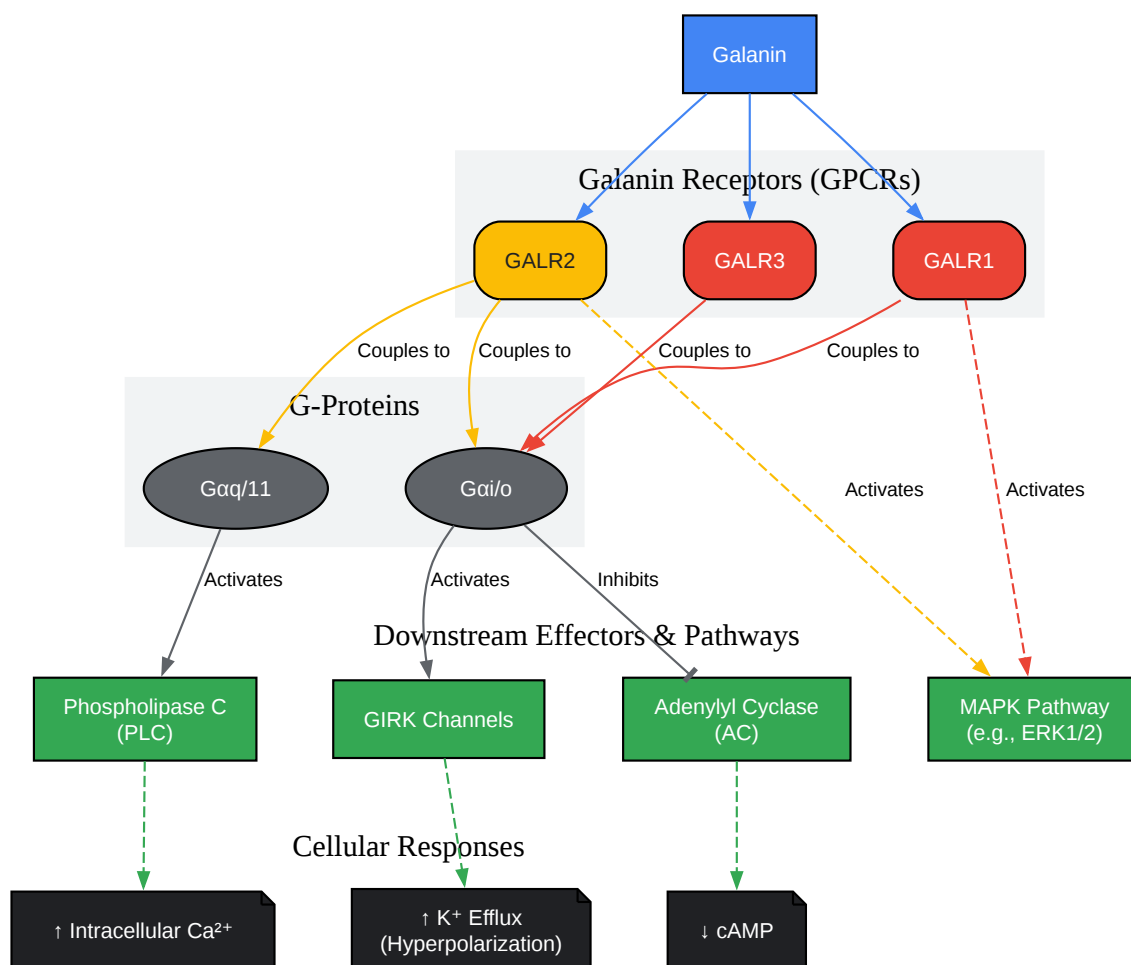 Galanin
Galanin Receptors (GPCRs)
GALR2
GALR3
GALR1
Couples to
Couples to
Couples to
Couples to
G-Proteins
Gαq/11
Gαi/o
Activates
Activates
Activates
Activates
Inhibits
Downstream Effectors & Pathways
Phospholipase C
(PLC)
GIRK Channels
Adenylyl Cyclase
(AC)
MAPK Pathway
(e.g., ERK1/2)
Cellular Responses
↑ Intracellular Ca²⁺
↑ K⁺ Efflux
(Hyperpolarization)
↓ cAMP